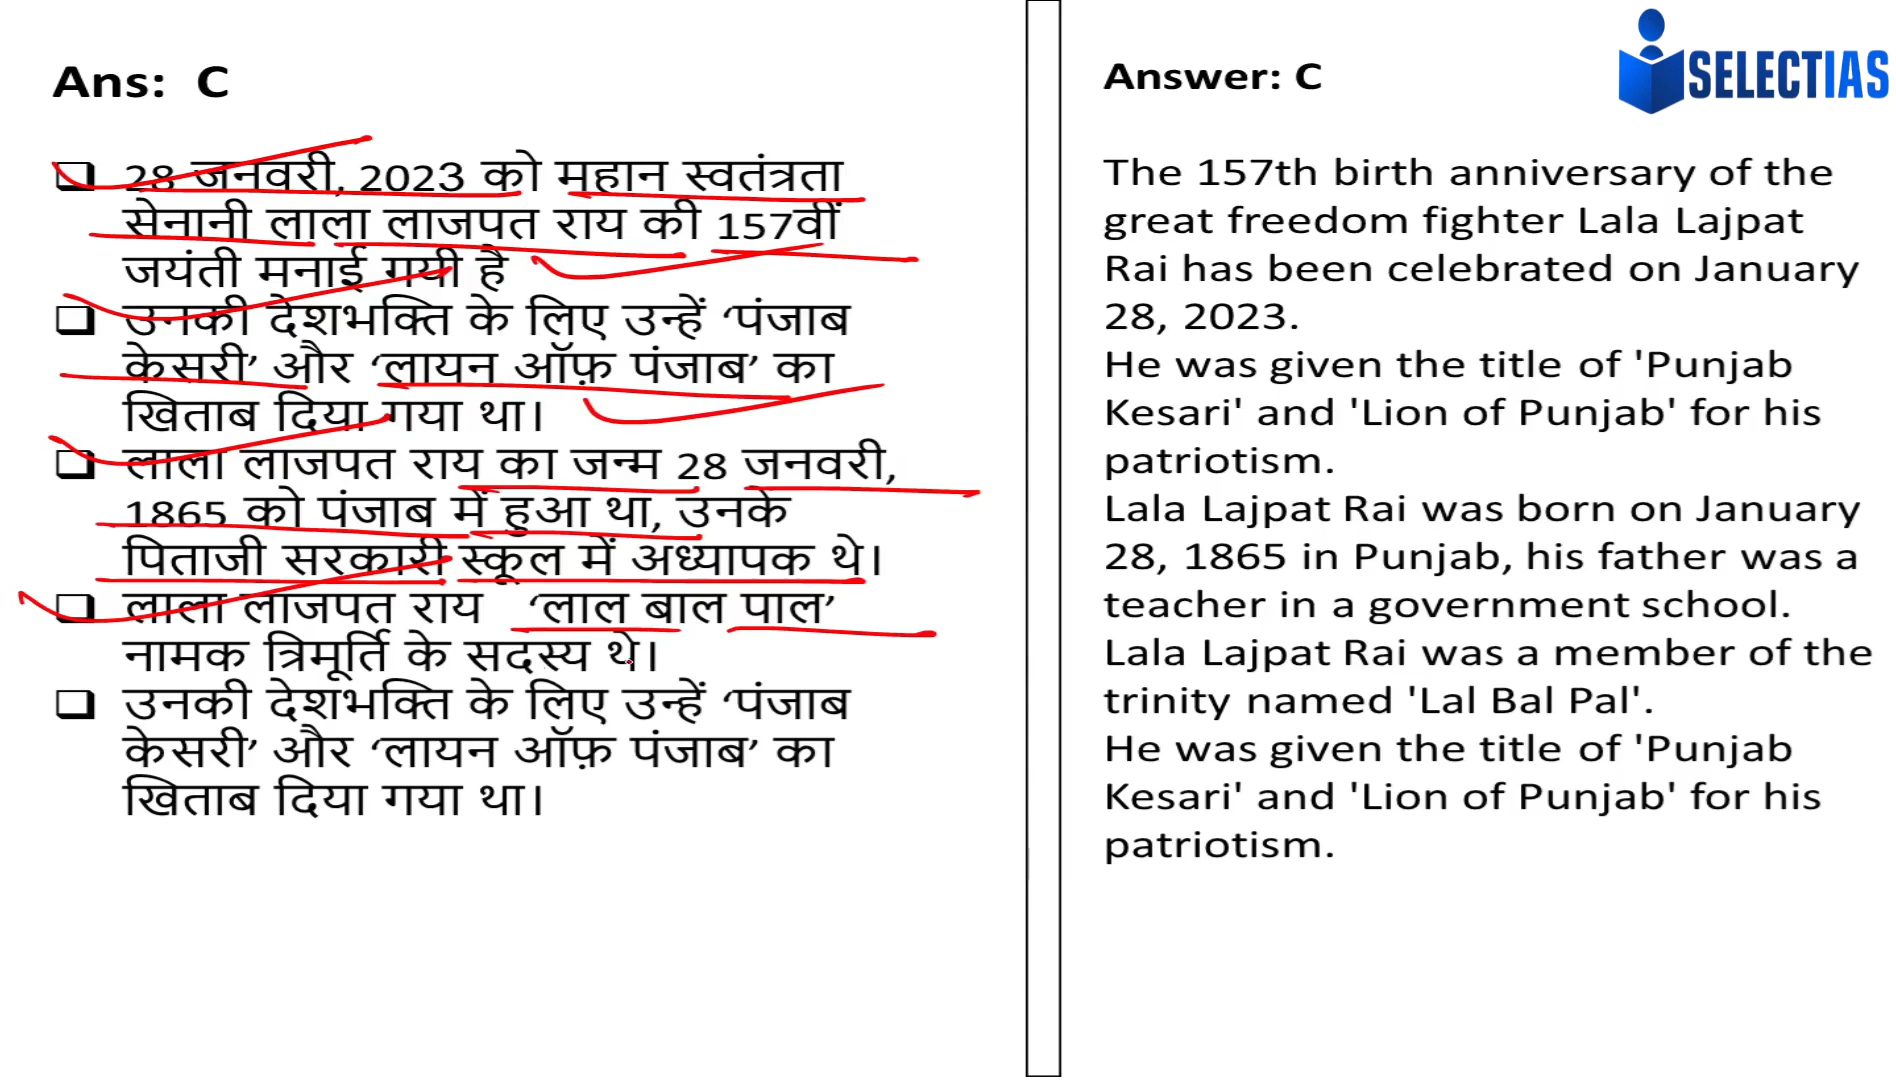 Ans: C
28 जनवरी, 2023 को महान स्वतंत्रता
सेनानी लाला लाजपत राय की 157वीं
जयंती मनाई गयी है
उनकी देशभक्ति के लिए उन्हें ‘पंजाब
केसरी’ और ‘लायन ऑफ़ पंजाब’ का
खिताब दिया गया था।
लाला लाजपत राय का जन्म 28 जनवरी,
1865 को पंजाब में हुआ था, उनके
पिताजी सरकारी स्कूल में अध्यापक थे।
लाला लाजपत राय ‘लाल बाल पाल’
नामक त्रिमूर्ति के सदस्य थे।
उनकी देशभक्ति के लिए उन्हें ‘पंजाब
केसरी’ और ‘लायन ऑफ़ पंजाब’ का
खिताब दिया गया था।
SELECTIAS
Answer: C
The 157th birth anniversary of the
great freedom fighter Lala Lajpat
Rai has been celebrated on January
28, 2023.
He was given the title of 'Punjab
Kesari' and 'Lion of Punjab' for his
patriotism.
Lala Lajpat Rai was born on January
28, 1865 in Punjab, his father was a
teacher in a government school.
Lala Lajpat Rai was a member of the
trinity named 'Lal Bal Pal'.
He was given the title of 'Punjab
Kesari' and 'Lion of Punjab' for his
patriotism.